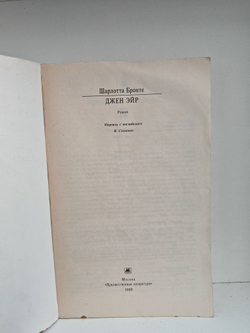 Шарлотта Бронте
ДЖЕН ЭЙР
Роман
Перевод с английского
В. Станевич
Москва
«Художественная литература»